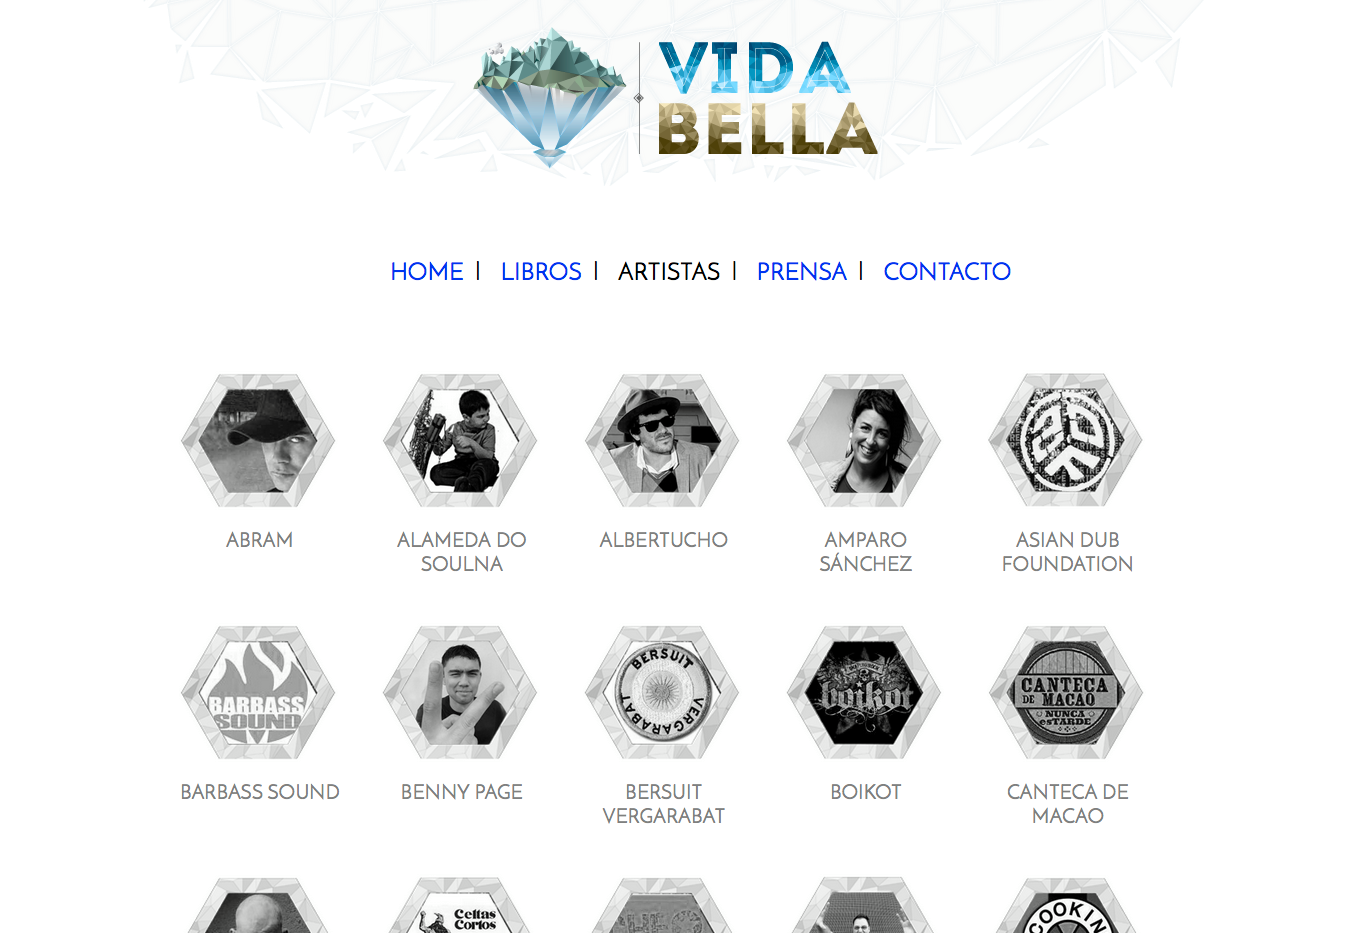 VIDA
BELLA
HOME | LIBROS | ARTISTAS | PRENSA | CONTACTO
ABRAM
ALAMEDA DO
SOULNA
ALBERTUCHO
AMPARO
SÁNCHEZ
ASIAN DUB
FOUNDATION
BARBASS
SOUND
BERSUIT
VERGARABAT
boikot
CANTECA
DE MACAO
NUNCA
esTARDE
BARBASS SOUND
BENNY PAGE
BERSUIT
VERGARABAT
BOIKOT
CANTECA DE
MACAO
Celtas
Cortos
COOKIN